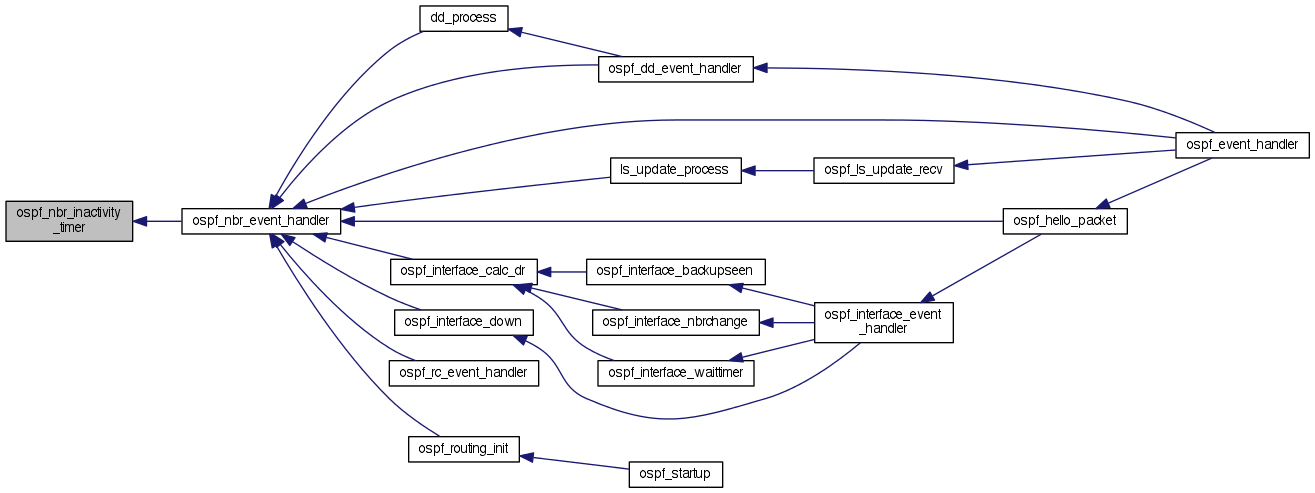 dd_process
ospf_dd_event_handler
ospf_event_handler
ls_update_process
ospf_ls_update_recv
ospf_nbr_inactivity
_timer
ospf_nbr_event_handler
ospf_hello_packet
ospf_interface_calc_dr
ospf_interface_backupseen
ospf_interface_down
ospf_interface_nbrchange
ospf_interface_event
_handler
ospf_rc_event_handler
ospf_interface_waittimer
ospf_routing_init
ospf_startup